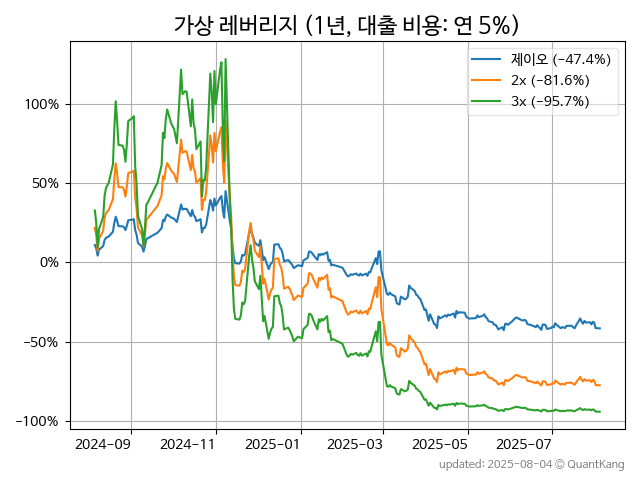 가상 레버리지 (1년, 대출 비용: 연 5%)
제이오 (−47.4%)
2x (−81.6%)
3x (−95.7%)
100%
50%
0%
−50%
−100%
2024-09
2024-11
2025-01
2025-03
2025-05
2025-07
updated: 2025-08-04 © QuantKang